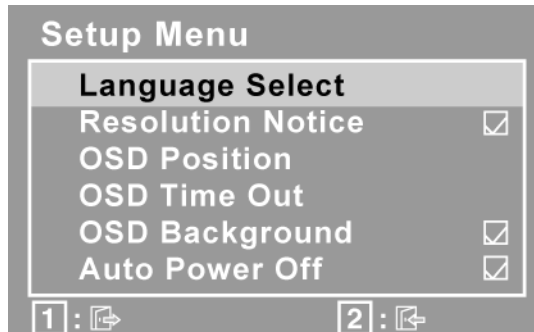 Setup Menu
Language Select
Resolution Notice
OSD Position
OSD Time Out
OSD Background
Auto Power Off
1 : 2 :